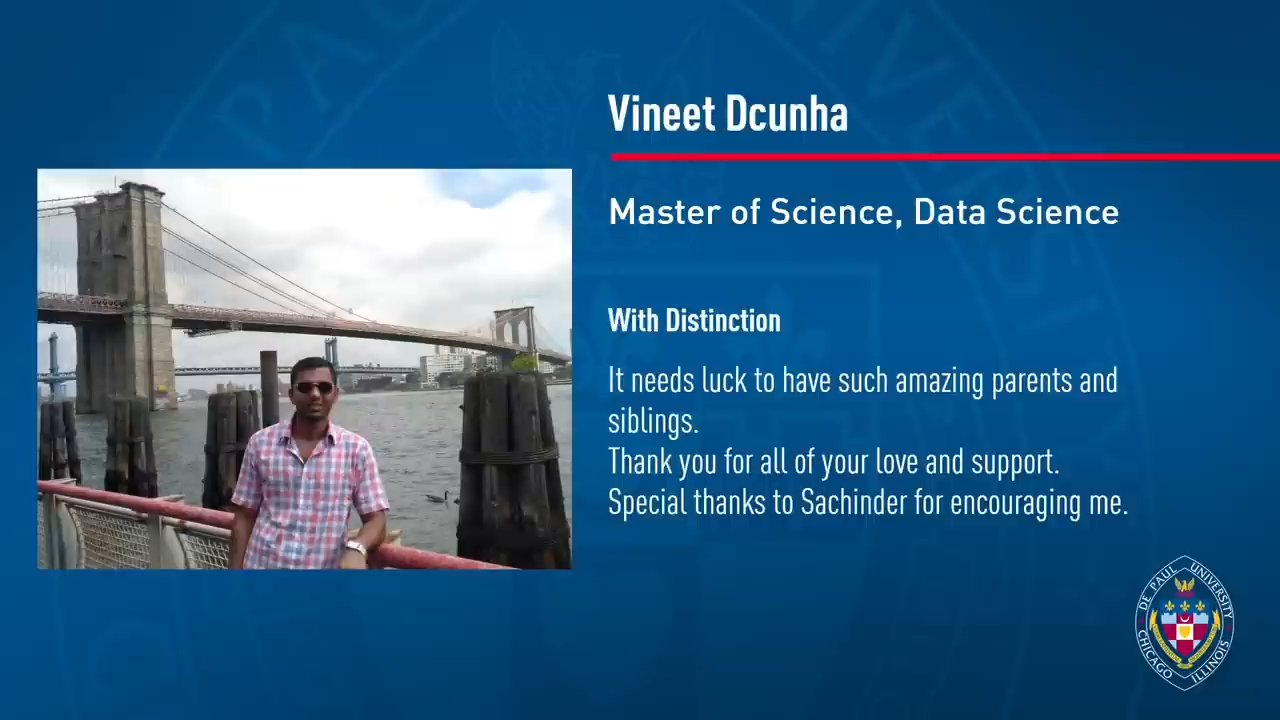 Vineet Dcunha
Master of Science, Data Science
With Distinction
It needs luck to have such amazing parents and
siblings.
Thank you for all of your love and support.
Special thanks to Sachinder for encouraging me.
DE PAUL UNIVERSITY
CHICAGO ILLINOIS